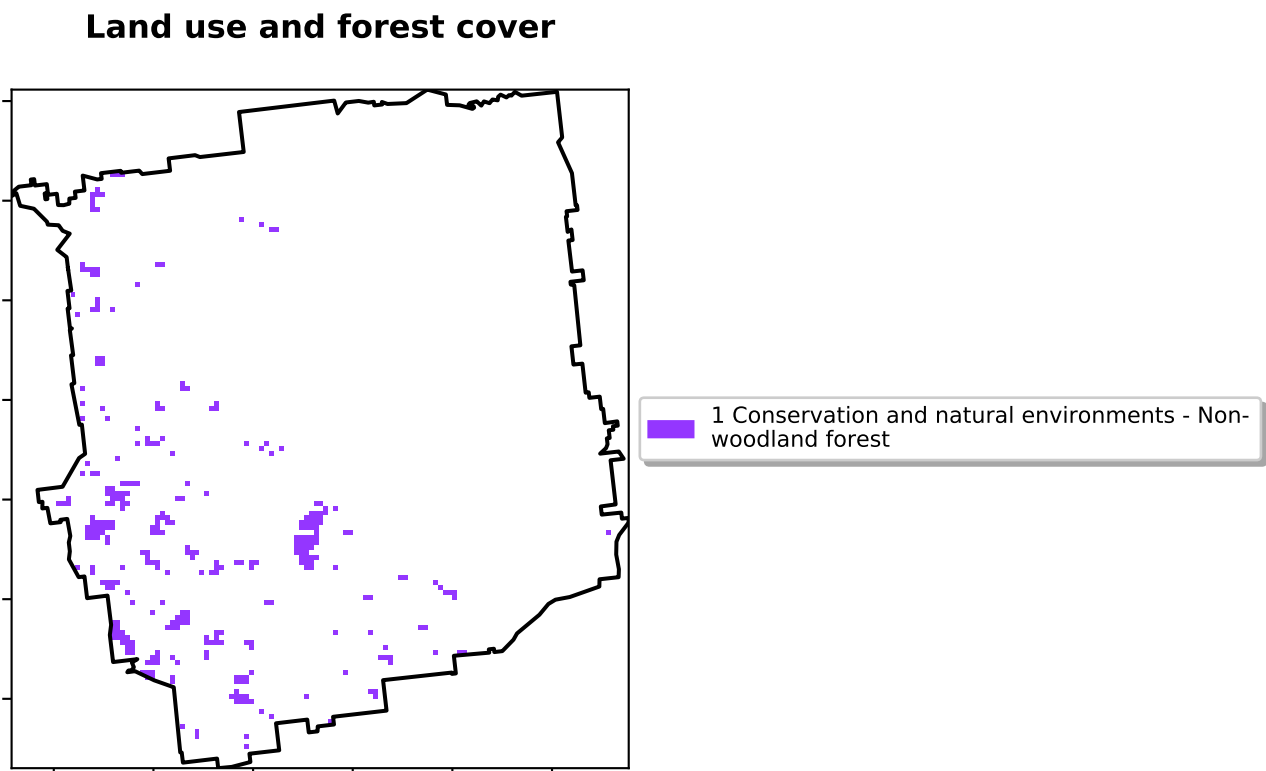 Land use and forest cover
1 Conservation and natural environments - Non-
woodland forest